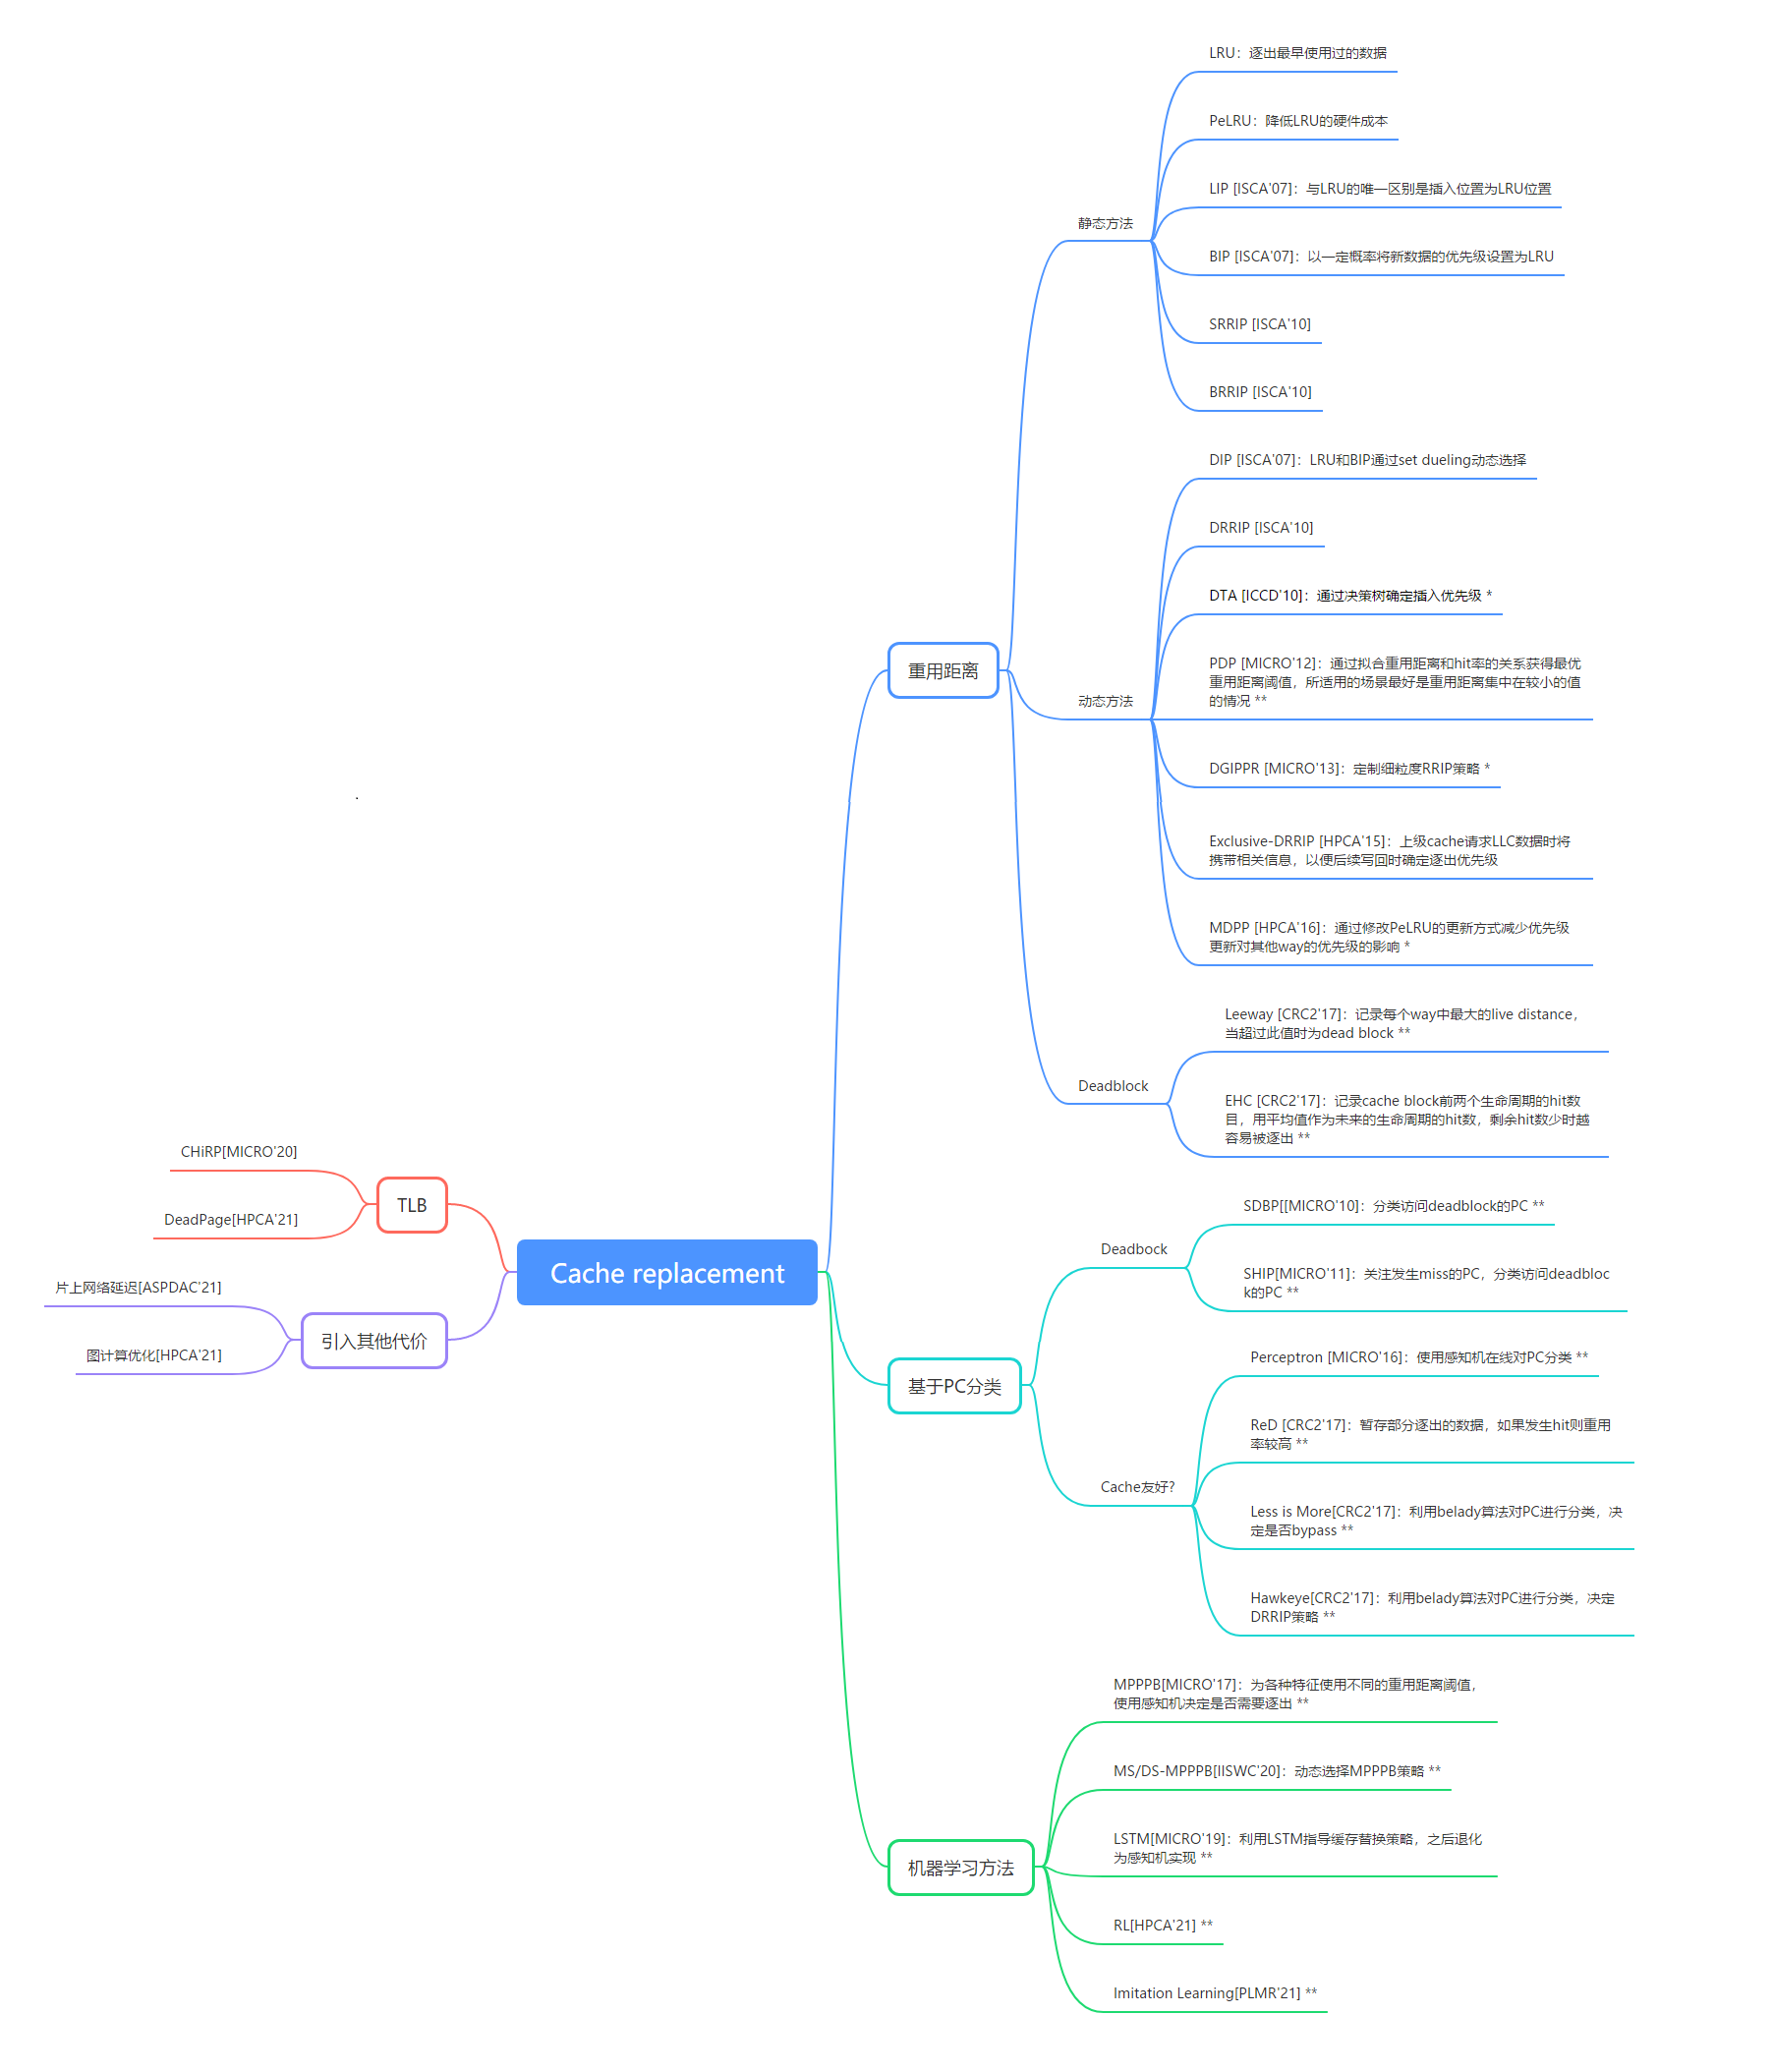 LRU：逐出最早使用过的数据
PeLRU：降低LRU的硬件成本
LIP [ISCA'07]：与LRU的唯一区别是插入位置为LRU位置
静态方法
BIP [ISCA'07]：以一定概率将新数据的优先级设置为LRU
SRRIP [ISCA'10]
BRRIP [ISCA'10]
DIP [ISCA'07]：LRU和BIP通过set dueling动态选择
DRRIP [ISCA'10]
DTA [ICCD'10]：通过决策树确定插入优先级 *
重用距离
PDP [MICRO'12]：通过拟合重用距离和hit率的关系获得最优
重用距离阈值，所适用的场景最好是重用距离集中在较小的值
的情况 **
动态方法
DGIPPR [MICRO'13]：定制细粒度RRIP策略 *
Exclusive-DRRIP [HPCA'15]：上级cache请求LLC数据时将
携带相关信息，以便后续写回时确定逐出优先级
MDPP [HPCA'16]：通过修改PeLRU的更新方式减少优先级
更新对其他way的优先级的影响 *
Leeway [CRC2'17]：记录每个way中最大的live distance，
当超过此值时为dead block **
Deadblock
EHC [CRC2'17]：记录cache block前两个生命周期的hit数
目，用平均值作为未来的生命周期的hit数，剩余hit数少时越
容易被逐出 **
CHiRP[MICRO'20]
TLB
DeadPage[HPCA'21]
Cache replacement
片上网络延迟[ASPDAC'21]
引入其他代价
图计算优化[HPCA'21]
SDBP[[MICRO'10]：分类访问deadblock的PC **
Deadbock
SHIP[MICRO'11]：关注发生miss的PC，分类访问deadbloc
k的PC **
基于PC分类
Perceptron [MICRO'16]：使用感知机在线对PC分类 **
ReD [CRC2'17]：暂存部分逐出的数据，如果发生hit则重用
率较高 **
Cache友好?
Less is More[CRC2'17]：利用belady算法对PC进行分类，决
定是否bypass **
Hawkeye[CRC2'17]：利用belady算法对PC进行分类，决定
DRRIP策略 **
MPPPB[MICRO'17]：为各种特征使用不同的重用距离阈值，
使用感知机决定是否需要逐出 **
MS/DS-MPPPB[IISWC'20]：动态选择MPPPB策略 **
LSTM[MICRO'19]：利用LSTM指导缓存替换策略，之后退化
为感知机实现 **
机器学习方法
RL[HPCA'21] **
Imitation Learning[PLMR'21] **